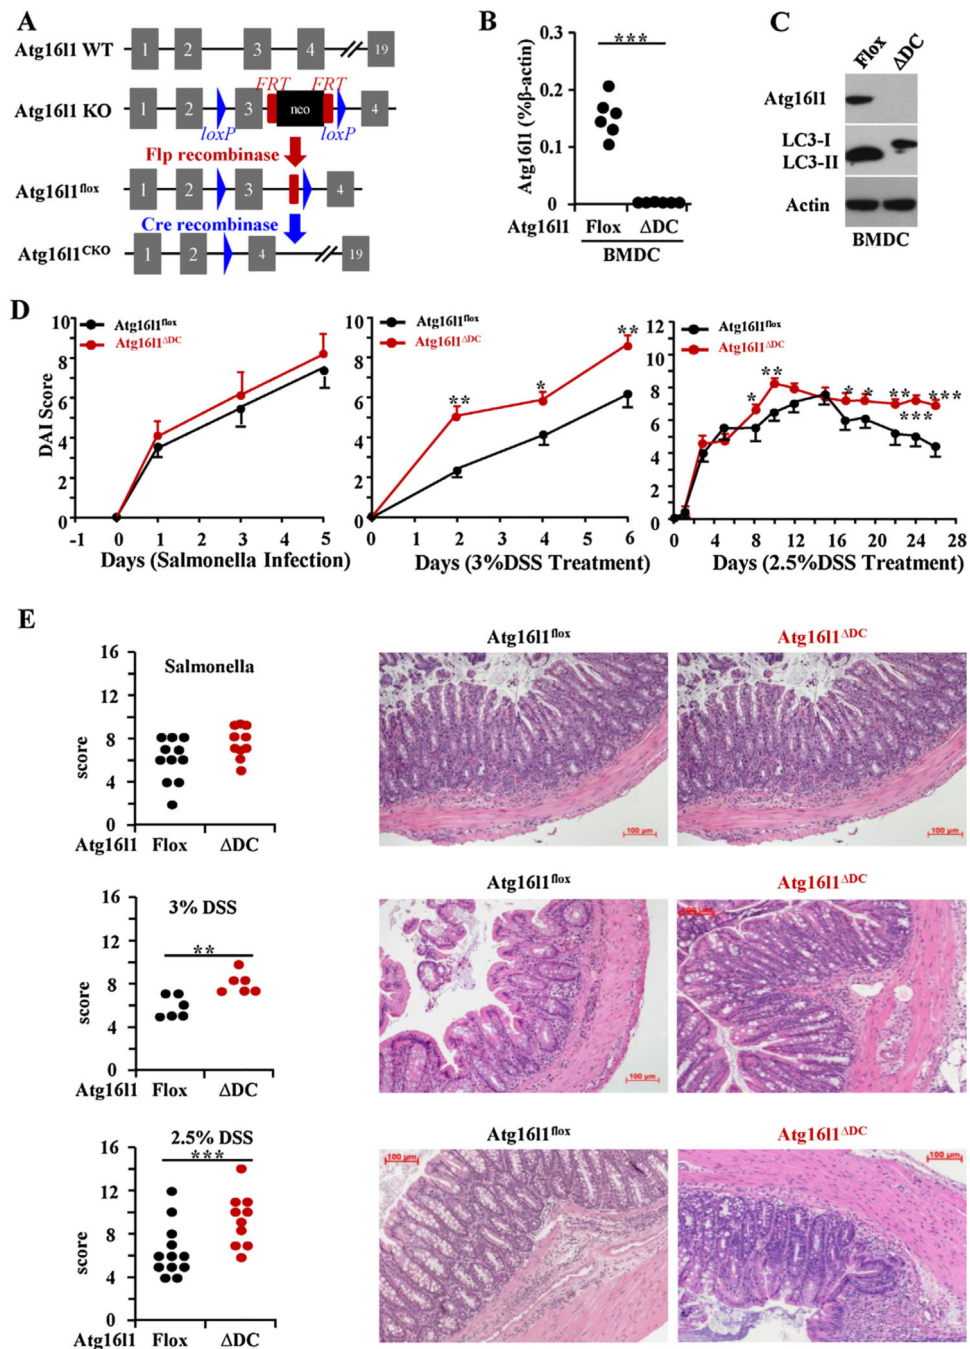 A
Atg16l1 WT
1 2 3 4 19
FRT FRT
Atg16l1 KO
1 2 3 neo 4
loxP loxP
Flp recombinase
Atg16l1flox
1 2 3 4
Cre recombinase
Atg16l1CKO
1 2 4 19
B
Atg16l1 (%β-actin)
0.3
0.1
0
***
Atg16l1 Flox ΔDC
BMDC
C
Flox ΔDC
Atg16l1
LC3-I
LC3-II
Actin
BMDC
D
DAI Score
10
8
6
4
2
0
Atg16l1flox
Atg16l1ΔDC
-1 0 1 2 3 4 5
Days (Salmonella Infection)
10
8
6
4
2
0
Atg16l1flox
Atg16l1ΔDC
** * **
0 1 2 3 4 5 6
Days (3%DSS Treatment)
12
10
8
6
4
2
0
Atg16l1flox
Atg16l1ΔDC
* ** * * ** *** ***
0 4 8 12 16 20 24 28
Days (2.5%DSS Treatment)
E
score
16
12
8
4
0
Salmonella
Atg16l1 Flox ΔDC
Atg16l1flox
100 µm
Atg16l1ΔDC
100 µm
score
16
12
8
4
0
3% DSS
**
Atg16l1 Flox ΔDC
Atg16l1flox
100 µm
Atg16l1ΔDC
100 µm
score
16
12
8
4
0
2.5% DSS
***
Atg16l1 Flox ΔDC
Atg16l1flox
100 µm
Atg16l1ΔDC
100 µm